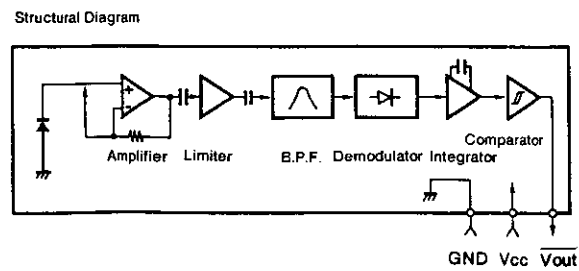 Structural Diagram
+
−
Comparator
Amplifier Limiter B.P.F. Demodulator Integrator
GND Vcc Vout